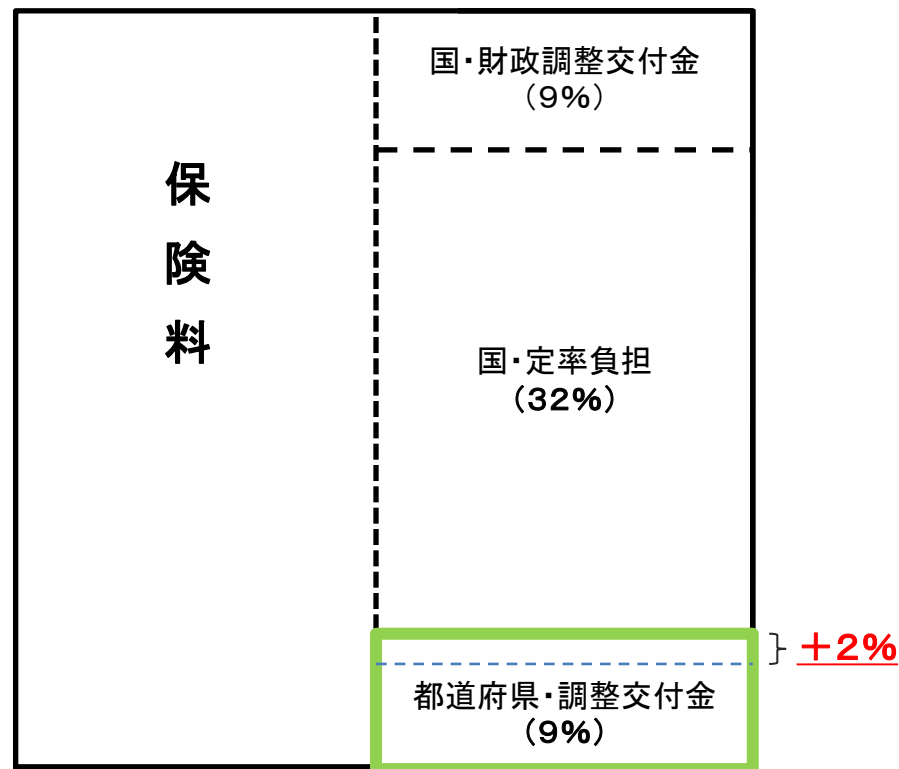 保
険
料
国・財政調整交付金
（9%）
国・定率負担
（32%）
＋2%
都道府県・調整交付金
（9%）